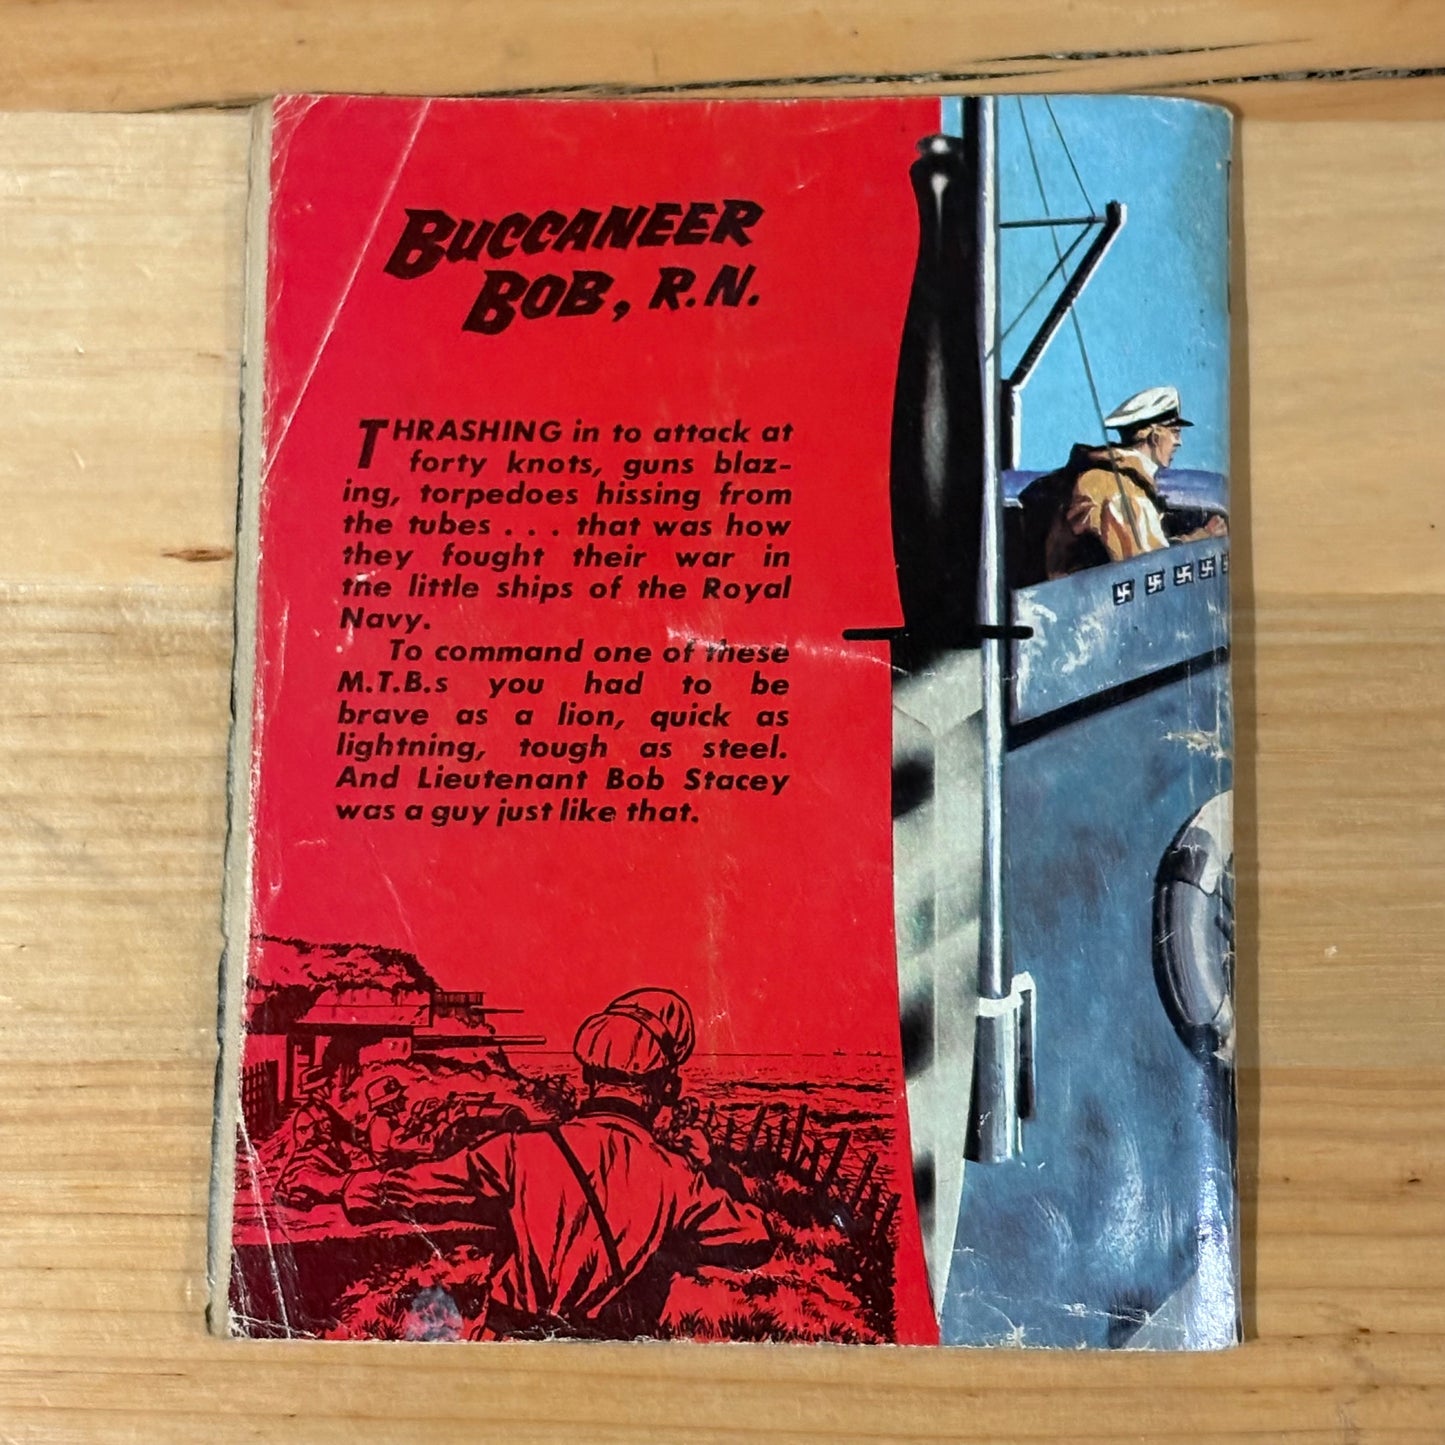 BUCCANEER
BOB, R.N.
THRASHING in to attack at
forty knots, guns blaz-
ing, torpedoes hissing from
the tubes . . . that was how
they fought their war in
the little ships of the Royal
Navy.
To command one of these
M.T.B.s you had to be
brave as a lion, quick as
lightning, tough as steel.
And Lieutenant Bob Stacey
was a guy just like that.